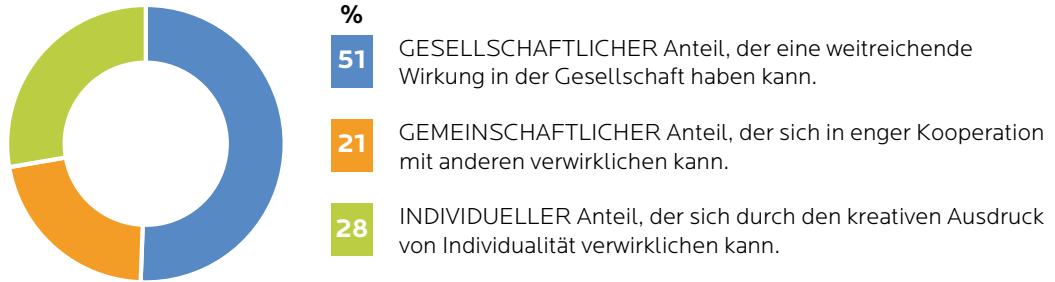 %
51
GESELLSCHAFTLICHER Anteil, der eine weitreichende
Wirkung in der Gesellschaft haben kann.
21
GEMEINSCHAFTLICHER Anteil, der sich in enger Kooperation
mit anderen verwirklichen kann.
28
INDIVIDUELLER Anteil, der sich durch den kreativen Ausdruck
von Individualität verwirklichen kann.